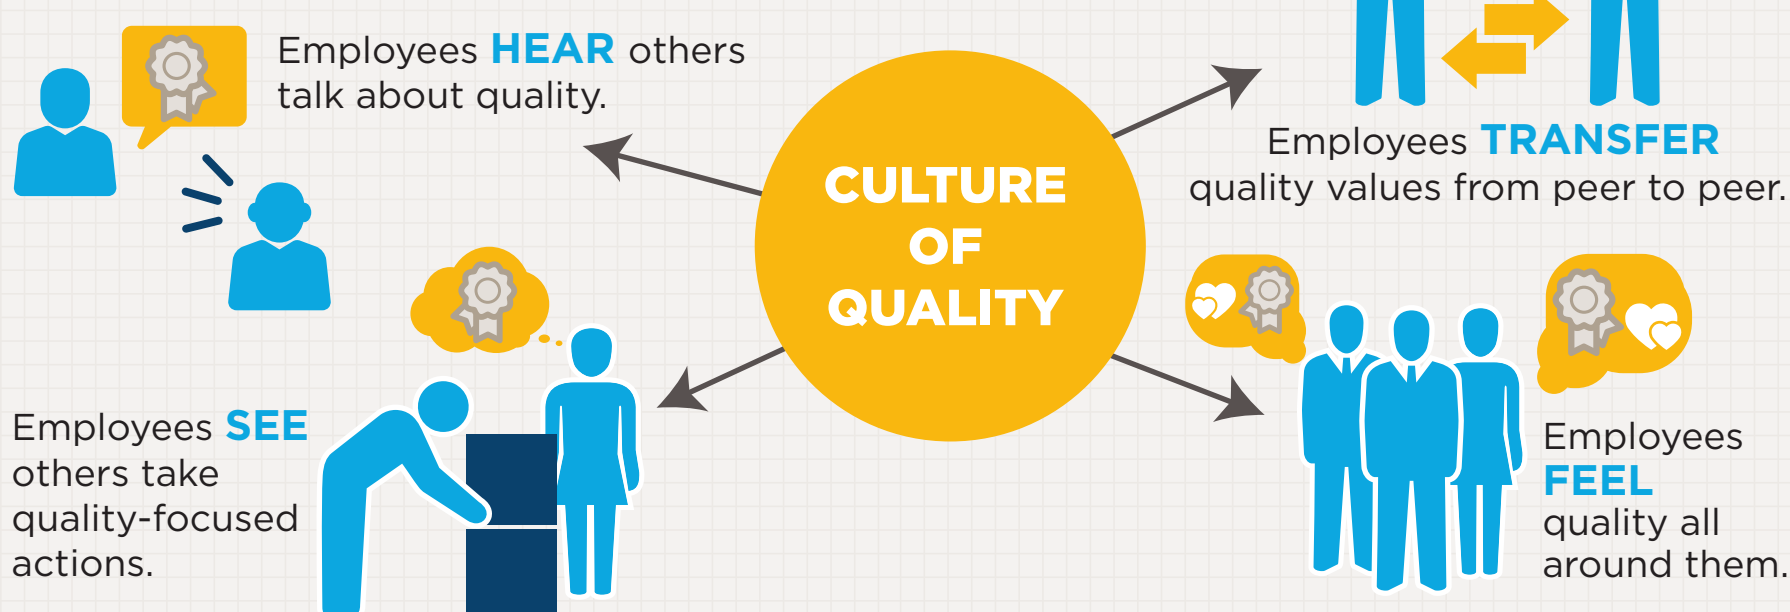 Employees HEAR others
talk about quality.
CULTURE
OF
QUALITY
Employees TRANSFER
quality values from peer to peer.
Employees SEE
others take
quality-focused
actions.
Employees
FEEL
quality all
around them.